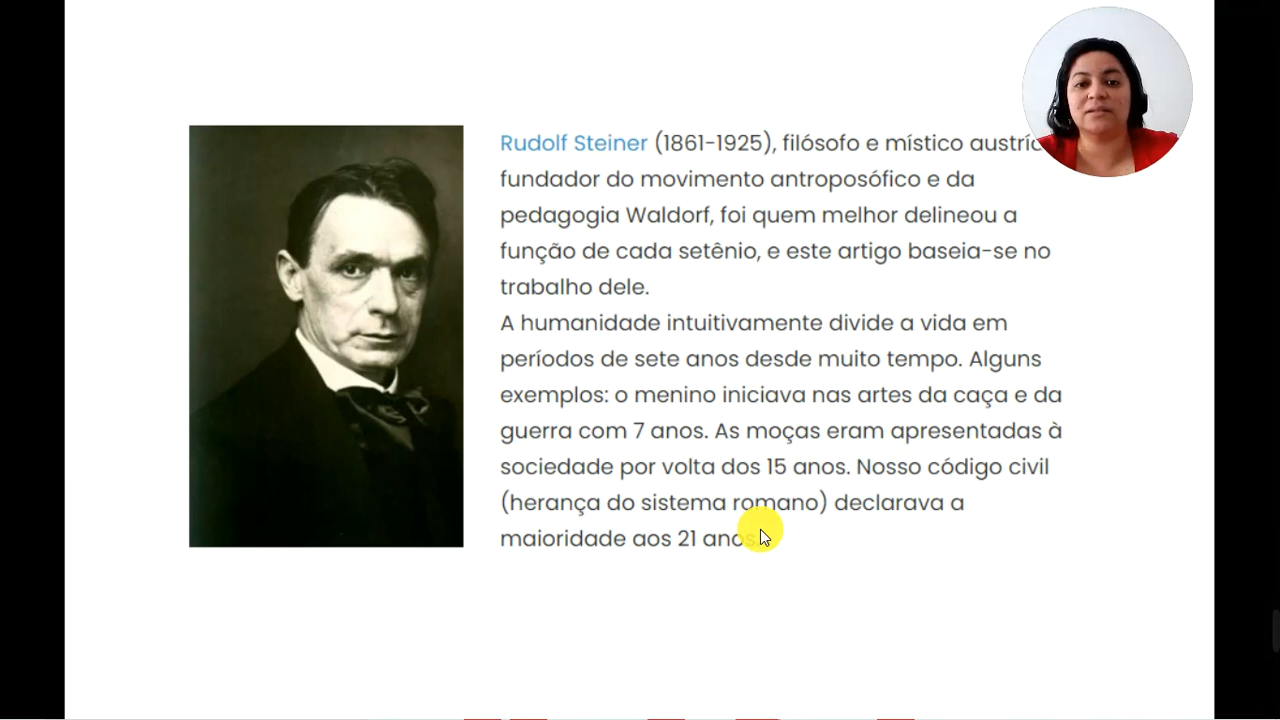 Rudolf Steiner (1861-1925), filósofo e místico
fundador do movimento antroposófico e da
pedagogia Waldorf, foi quem melhor delineou a
função de cada setênio, e este artigo baseia-se no
trabalho dele.
A humanidade intuitivamente divide a vida em
períodos de sete anos desde muito tempo. Alguns
exemplos: o menino iniciava nas artes da caça e da
guerra com 7 anos. As moças eram apresentadas à
sociedade por volta dos 15 anos. Nosso código civil
(herança do sistema romano) declarava a
maioridade aos 21 anos.